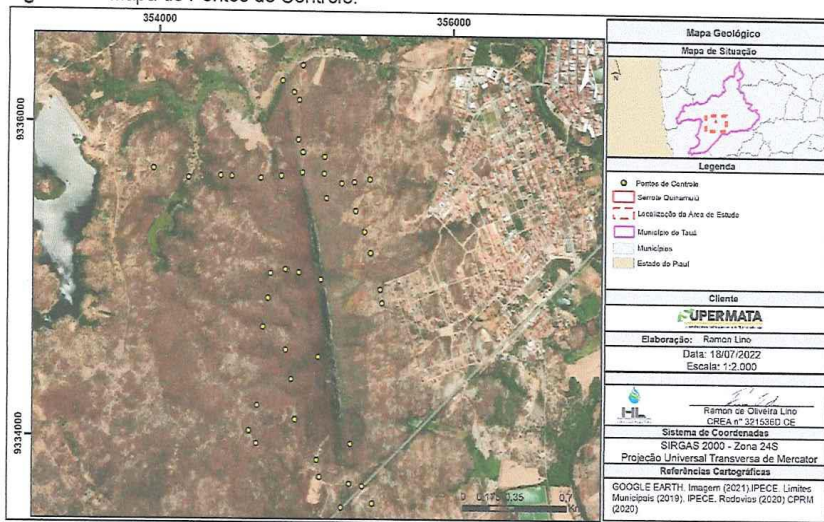 Mapa de Pontos de Controle.
354000
356000
9336000
9334000
0 0,175 0,35 0,7
Km
Mapa Geológico
Mapa de Situação
Legenda
Pontos de Controle
Serrote Quinamuiú
Localização da Área de Estudo
Município de Tauá
Municípios
Estado do Piauí
Cliente
SUPERMATA
Elaboração: Ramon Lino
Data: 18/07/2022
Escala: 1:2.000
HL
Ramon de Oliveira Lino
CREA n° 321536D CE
Sistema de Coordenadas
SIRGAS 2000 - Zona 24S
Projeção Universal Transversa de Mercator
Referências Cartográficas
GOOGLE EARTH. Imagem (2021).IPECE. Limites
Municipais (2019). IPECE. Rodovias (2020) CPRM
(2020)